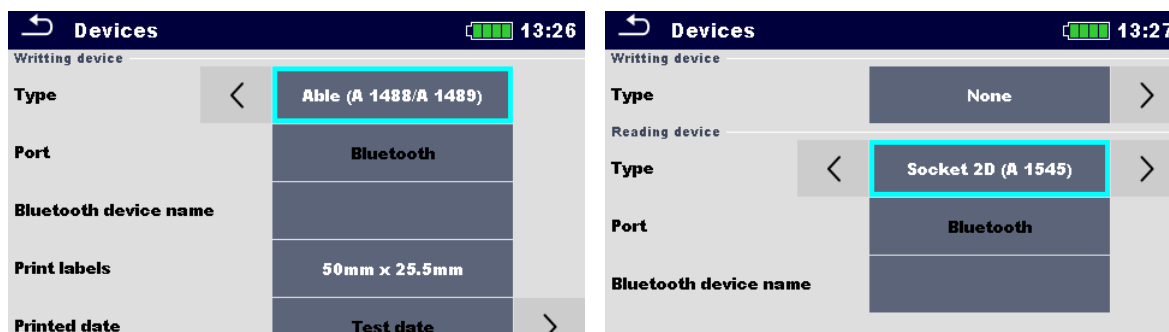 Devices 13:26
Writting device
Type Able (A 1488/A 1489)
Port Bluetooth
Bluetooth device name
Print labels 50mm x 25.5mm
Printed date Test date
Devices 13:27
Writting device
Type None
Reading device
Type Socket 2D (A 1545)
Port Bluetooth
Bluetooth device name